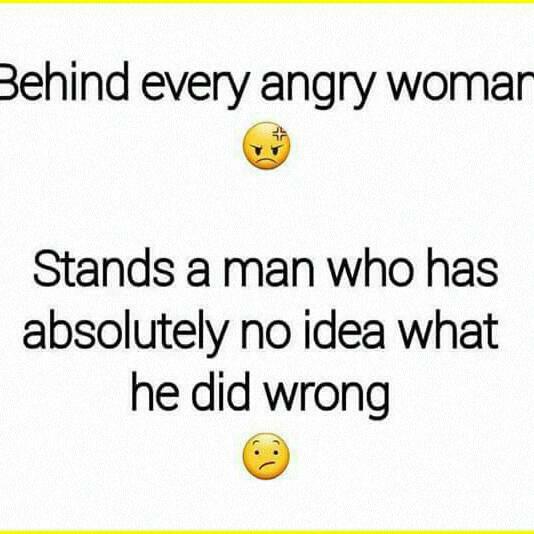 Behind every angry woman
😡💢
Stands a man who has
absolutely no idea what
he did wrong
😕